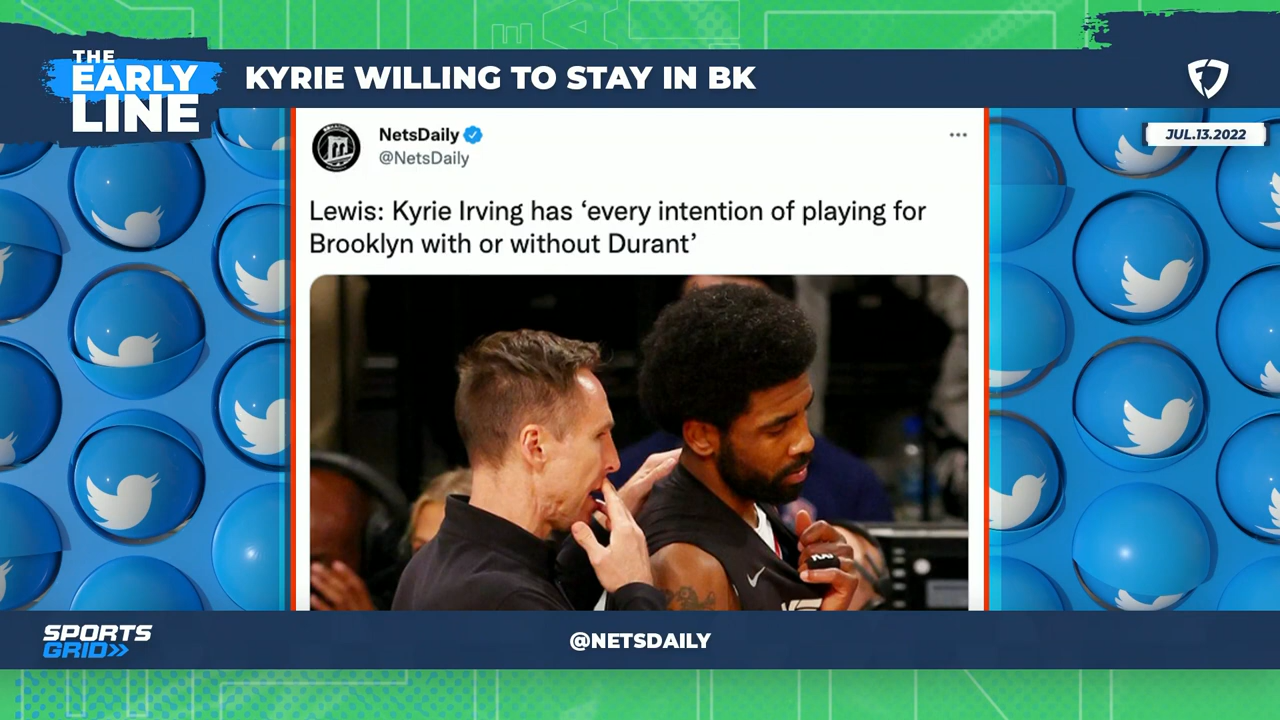 THE
EARLY
LINE
KYRIE WILLING TO STAY IN BK
JUL.13.2022
NetsDaily
@NetsDaily
Lewis: Kyrie Irving has ‘every intention of playing for
Brooklyn with or without Durant’
SPORTS
GRID
@NETSDAILY